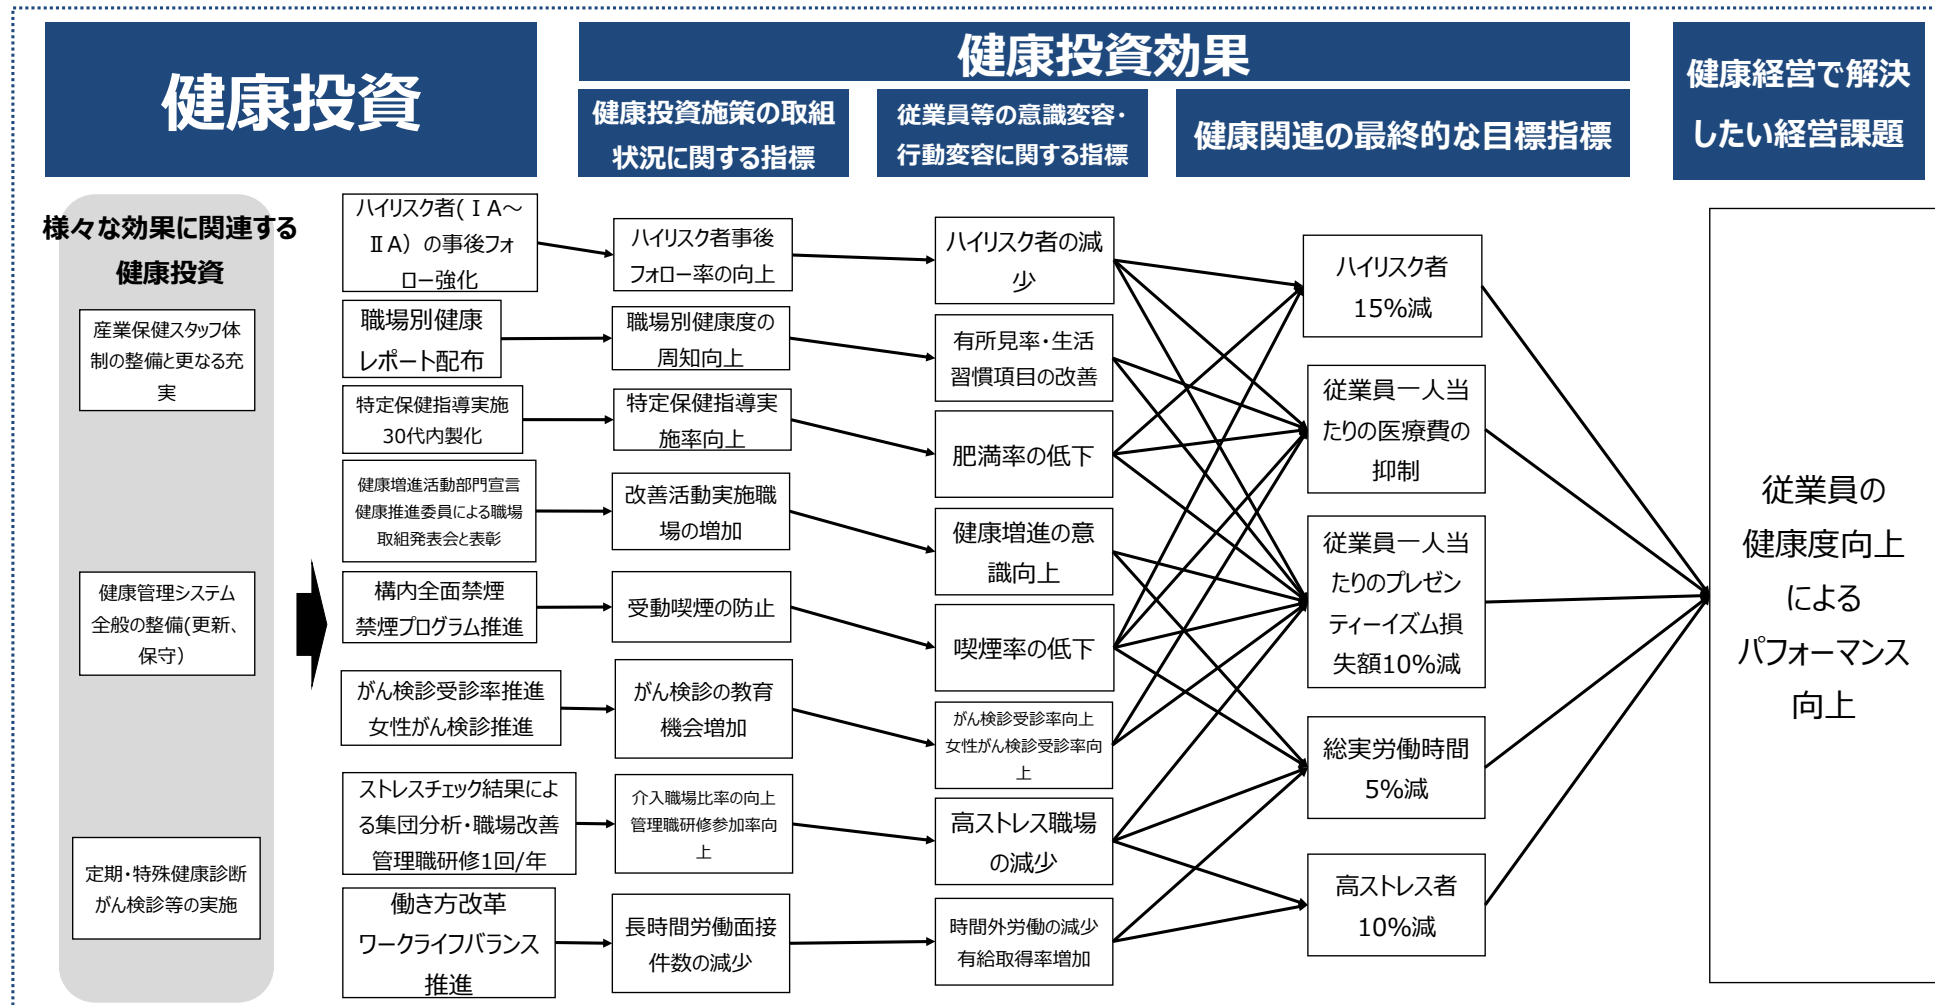 健康投資
健康投資効果
健康経営で解決
したい経営課題
健康投資施策の取組
状況に関する指標
従業員等の意識変容・
行動変容に関する指標
健康関連の最終的な目標指標
様々な効果に関連する
健康投資
産業保健スタッフ体
制の整備と更なる充
実
健康管理システム
全般の整備(更新、
保守)
定期・特殊健康診断
がん検診等の実施
ハイリスク者(ⅠA～
ⅡA）の事後フォ
ロー強化
職場別健康
レポート配布
特定保健指導実施
30代内製化
健康増進活動部門宣言
健康推進委員による職場
取組発表会と表彰
構内全面禁煙
禁煙プログラム推進
がん検診受診率推進
女性がん検診推進
ストレスチェック結果によ
る集団分析・職場改善
管理職研修1回/年
働き方改革
ワークライフバランス
推進
ハイリスク者事後
フォロー率の向上
職場別健康度の
周知向上
特定保健指導実
施率向上
改善活動実施職
場の増加
受動喫煙の防止
がん検診の教育
機会増加
介入職場比率の向上
管理職研修参加率向
上
長時間労働面接
件数の減少
ハイリスク者の減
少
有所見率・生活
習慣項目の改善
肥満率の低下
健康増進の意
識向上
喫煙率の低下
がん検診受診率向上
女性がん検診受診率向
上
高ストレス職場
の減少
時間外労働の減少
有給取得率増加
ハイリスク者
15%減
従業員一人当
たりの医療費の
抑制
従業員一人当
たりのプレゼン
ティーイズム損
失額10%減
総実労働時間
5%減
高ストレス者
10%減
従業員の
健康度向上
による
パフォーマンス
向上